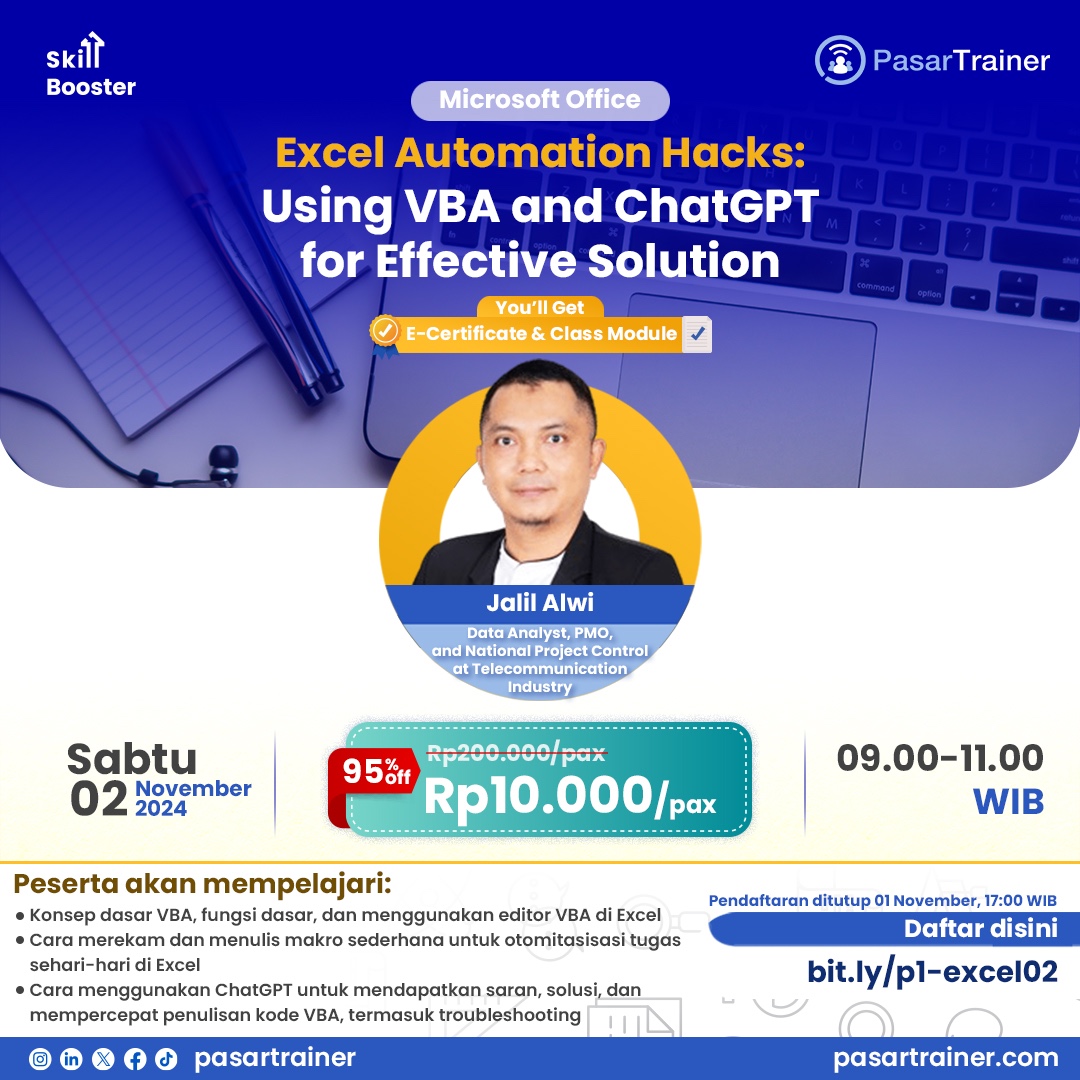 Skill
Booster
PasarTrainer
Microsoft Office
Excel Automation Hacks:
Using VBA and ChatGPT
for Effective Solution
You'll Get
E-Certificate & Class Module
Jalil Alwi
Data Analyst, PMO,
and National Project Control
at Telecommunication
Industry
Sabtu
02 November
2024
95% off
Rp200.000/pax
Rp10.000/pax
09.00-11.00
WIB
Peserta akan mempelajari:
• Konsep dasar VBA, fungsi dasar, dan menggunakan editor VBA di Excel
• Cara merekam dan menulis makro sederhana untuk otomitasisasi tugas
sehari-hari di Excel
• Cara menggunakan ChatGPT untuk mendapatkan saran, solusi, dan
mempercepat penulisan kode VBA, termasuk troubleshooting
Pendaftaran ditutup 01 November, 17:00 WIB
Daftar disini
bit.ly/p1-excel02
pasartrainer
pasartrainer.com